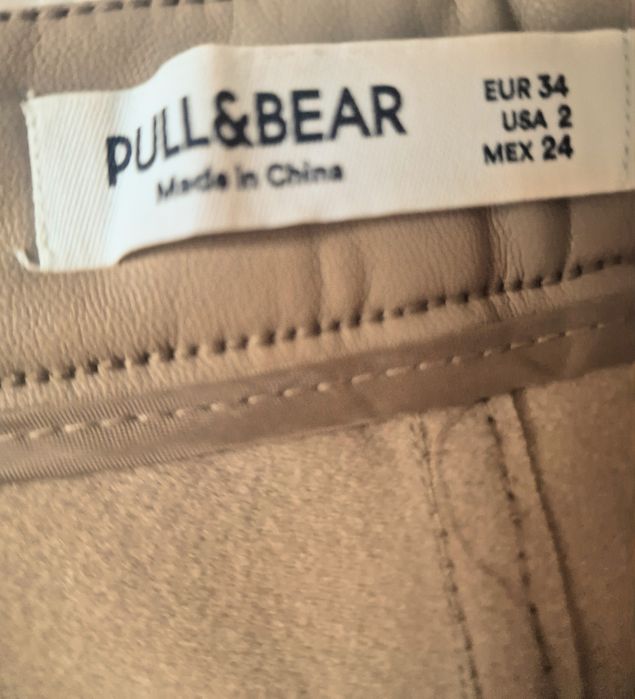 PULL&BEAR
Made in China
EUR 34
USA 2
MEX 24